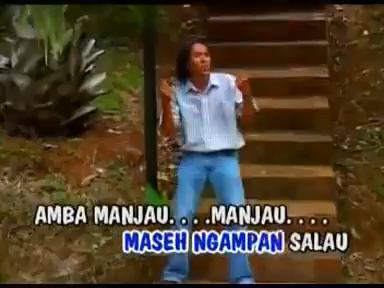 AMBA MANJAU. . . .MANJAU. . . .
MASEH NGAMPAN SALAU